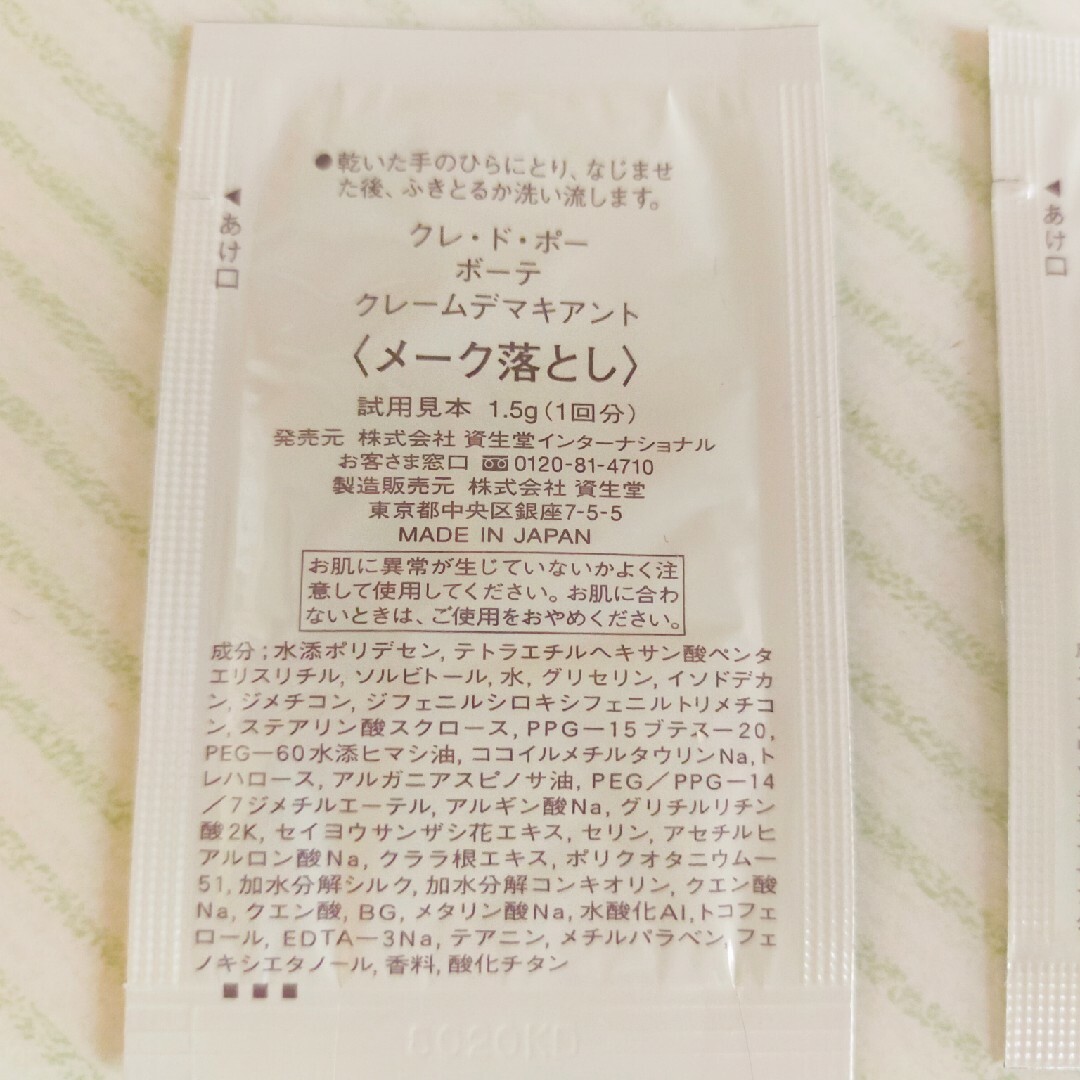 ●乾いた手のひらにとり、なじませ
た後、ふきとるか洗い流します。
◀あけ口
クレ・ド・ポー
ボーテ
クレームデマキアント
〈メーク落とし〉
試用見本 1.5g(1回分)
発売元 株式会社 資生堂インターナショナル
お客さま窓口 0120-81-4710
製造販売元 株式会社 資生堂
東京都中央区銀座7-5-5
MADE IN JAPAN
お肌に異常が生じていないかよく注
意して使用してください。お肌に合わ
ないときは、ご使用をおやめください。
成分;水添ポリデセン,テトラエチルヘキサン酸ペンタ
エリスリチル,ソルビトール,水,グリセリン,イソドデカ
ン,ジメチコン,ジフェニルシロキシフェニルトリメチコ
ン,ステアリン酸スクロース,PPG−15ブテス−20,
PEG−60水添ヒマシ油,ココイルメチルタウリンNa,ト
レハロース,アルガニアスピノサ油,PEG/PPG−14
/7ジメチルエーテル,アルギン酸Na,グリチルリチン
酸2K,セイヨウサンザシ花エキス,セリン,アセチルヒ
アルロン酸Na,クララ根エキス,ポリクオタニウム−
51,加水分解シルク,加水分解コンキオリン,クエン酸
Na,クエン酸,BG,メタリン酸Na,水酸化Al,トコフェ
ロール,EDTA−3Na,テアニン,メチルパラベン,フェ
ノキシエタノール,香料,酸化チタン
◀あけ口